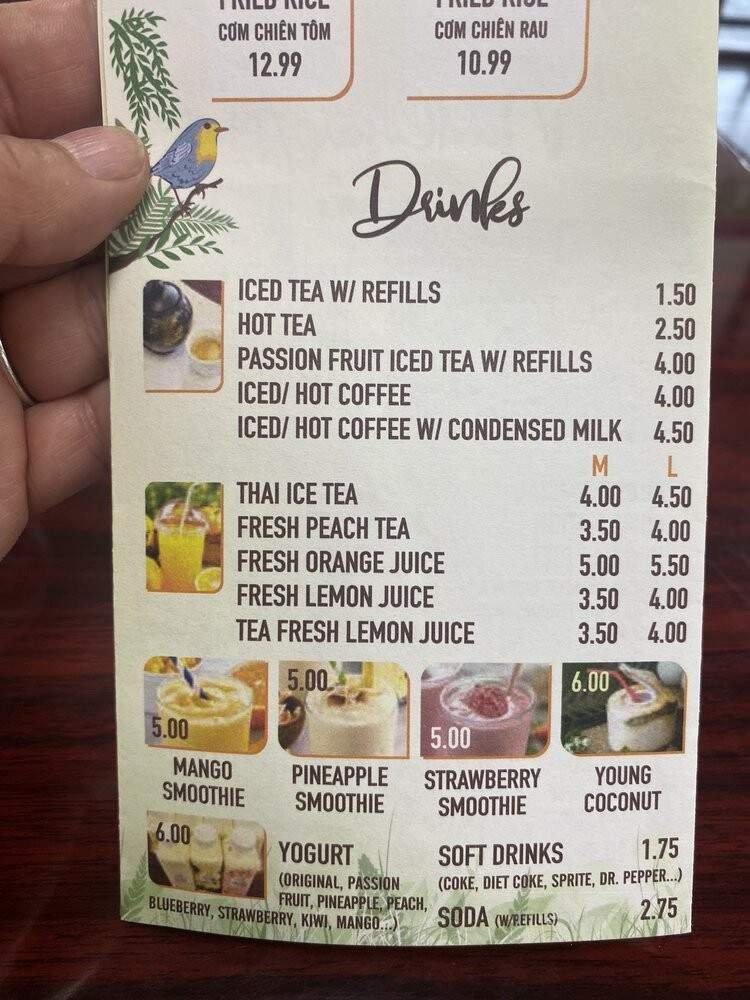 FRIED RICE FRIED RICE
CƠM CHIÊN TÔM CƠM CHIÊN RAU
12.99 10.99
Drinks
ICED TEA W/ REFILLS 1.50
HOT TEA 2.50
PASSION FRUIT ICED TEA W/ REFILLS 4.00
ICED/ HOT COFFEE 4.00
ICED/ HOT COFFEE W/ CONDENSED MILK 4.50
M L
THAI ICE TEA 4.00 4.50
FRESH PEACH TEA 3.50 4.00
FRESH ORANGE JUICE 5.00 5.50
FRESH LEMON JUICE 3.50 4.00
TEA FRESH LEMON JUICE 3.50 4.00
5.00
MANGO
SMOOTHIE
5.00
PINEAPPLE
SMOOTHIE
5.00
STRAWBERRY
SMOOTHIE
6.00
YOUNG
COCONUT
6.00
YOGURT
(ORIGINAL, PASSION
FRUIT, PINEAPPLE, PEACH,
BLUEBERRY, STRAWBERRY, KIWI, MANGO...)
SOFT DRINKS 1.75
(COKE, DIET COKE, SPRITE, DR. PEPPER...)
SODA (W/REFILLS) 2.75